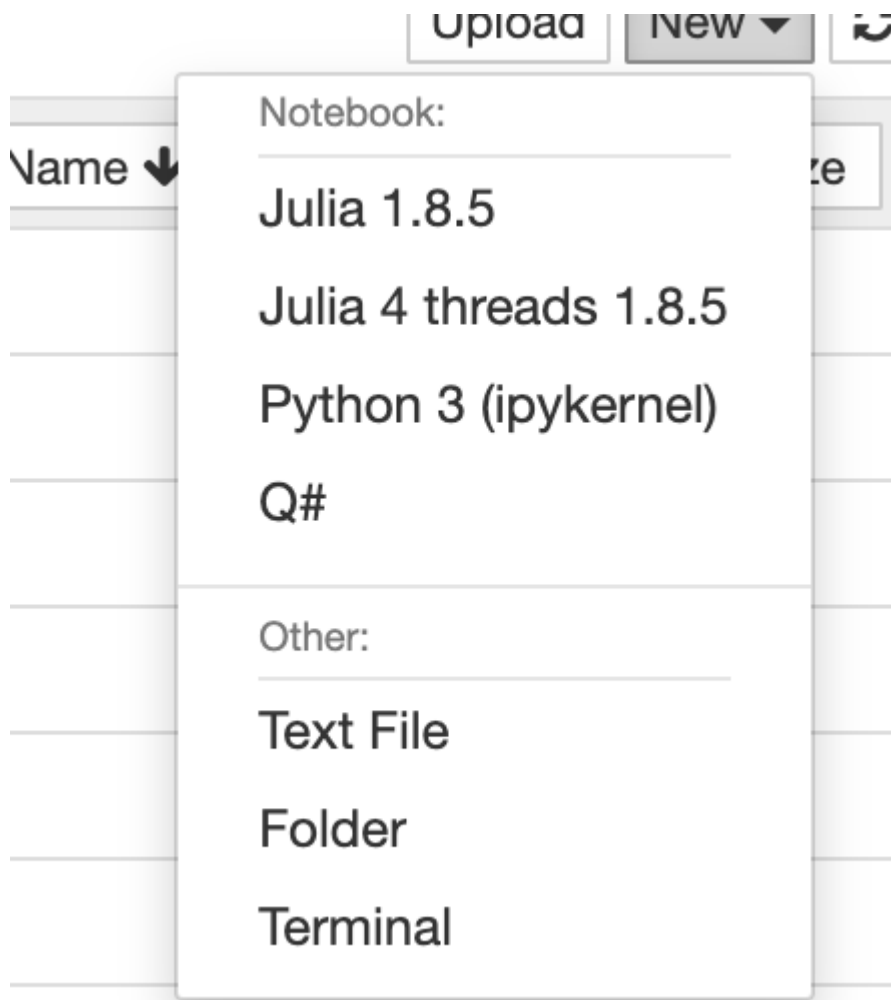 Upload New
Name
Notebook:
Julia 1.8.5
Julia 4 threads 1.8.5
Python 3 (ipykernel)
Q#
Other:
Text File
Folder
Terminal